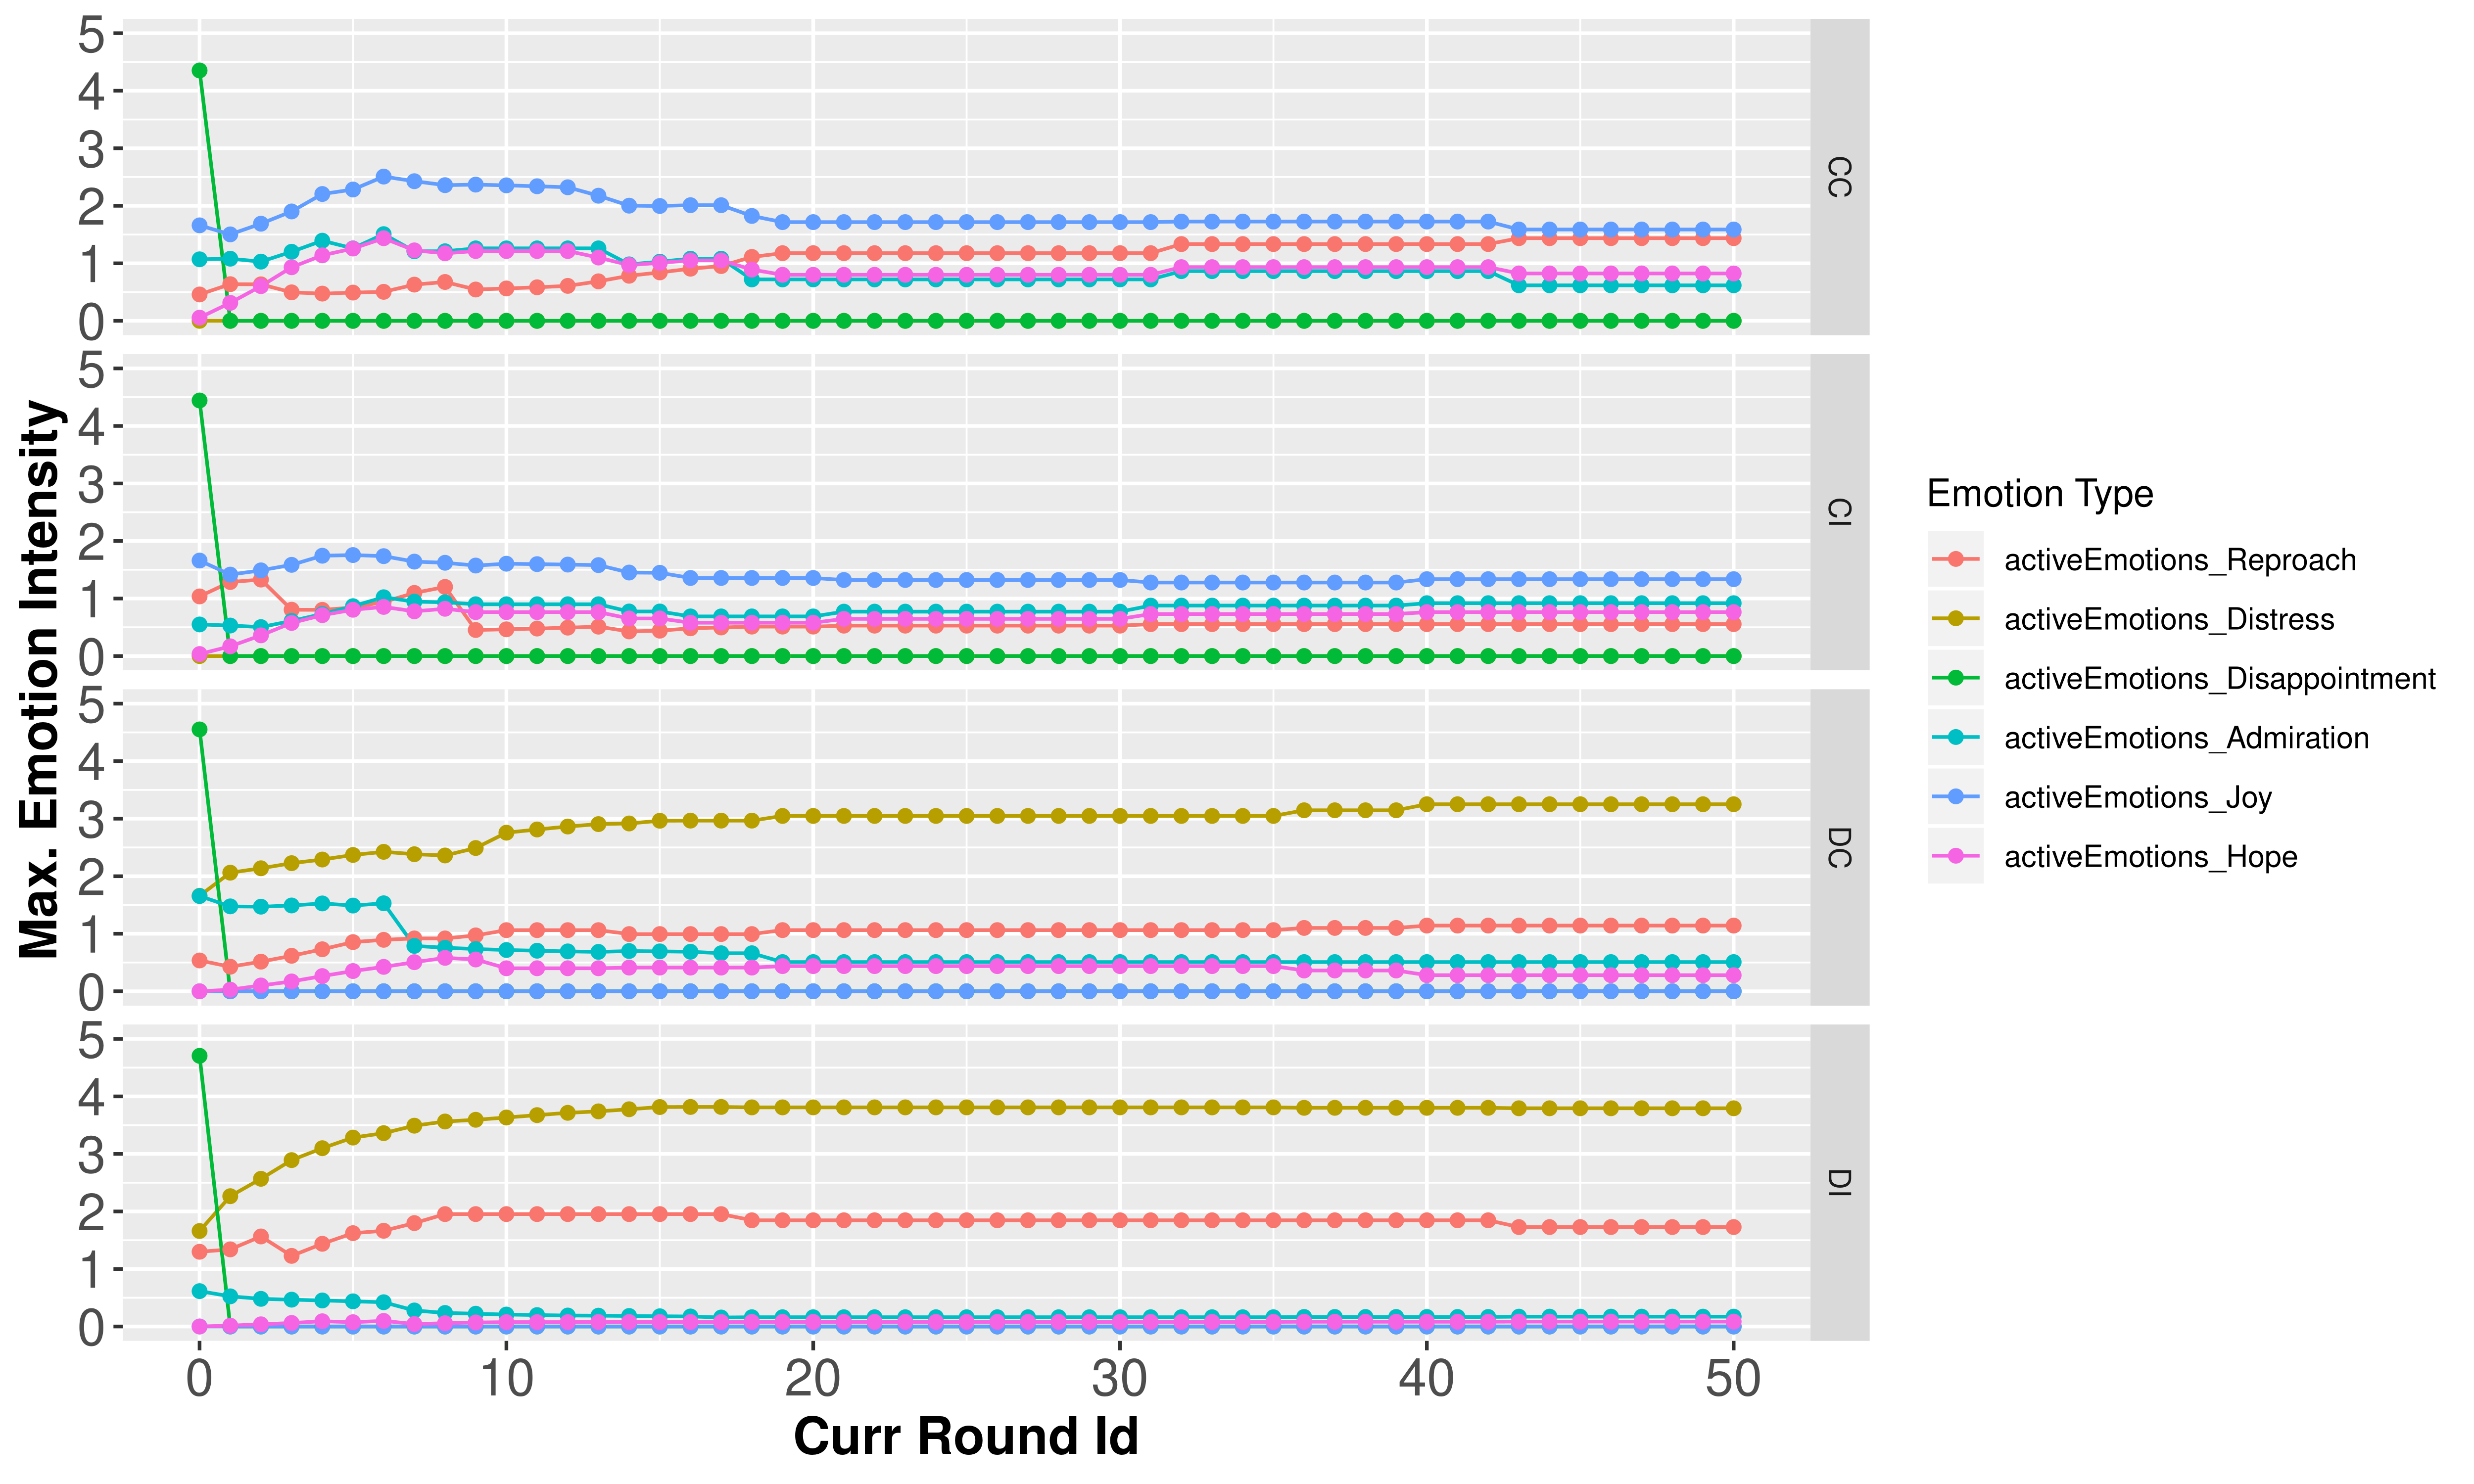 Max. Emotion Intensity
5
4
3
2
1
0
CC
5
4
3
2
1
0
CI
5
4
3
2
1
0
DC
5
4
3
2
1
0
DI
0 10 20 30 40 50
Curr Round Id
Emotion Type
activeEmotions_Reproach
activeEmotions_Distress
activeEmotions_Disappointment
activeEmotions_Admiration
activeEmotions_Joy
activeEmotions_Hope